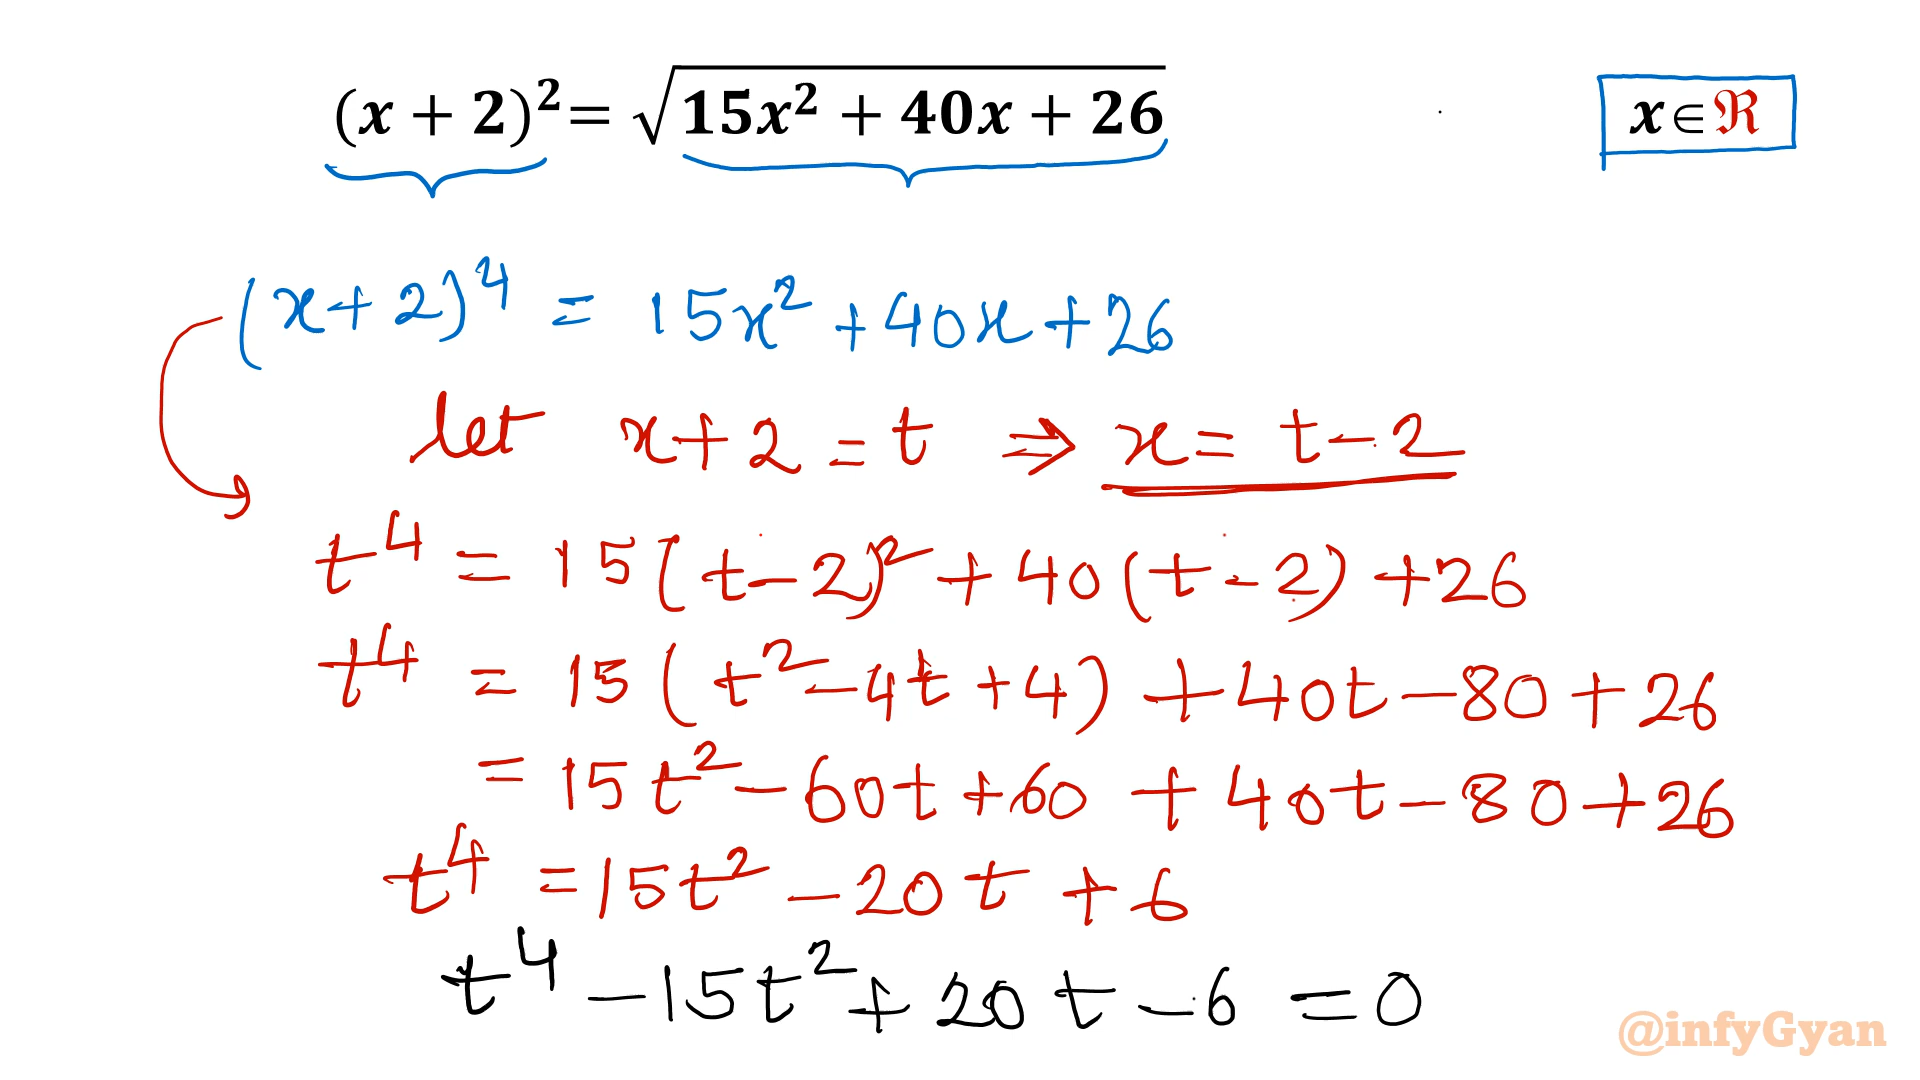 (x + 2)² = √(15x² + 40x + 26)
x ∈ ℜ
(x + 2)⁴ = 15x² + 40x + 26
let x + 2 = t ⇒ x = t - 2
t⁴ = 15(t - 2)² + 40(t - 2) + 26
t⁴ = 15(t² - 4t + 4) + 40t - 80 + 26
= 15t² - 60t + 60 + 40t - 80 + 26
t⁴ = 15t² - 20t + 6
t⁴ - 15t² + 20t - 6 = 0
@infyGyan